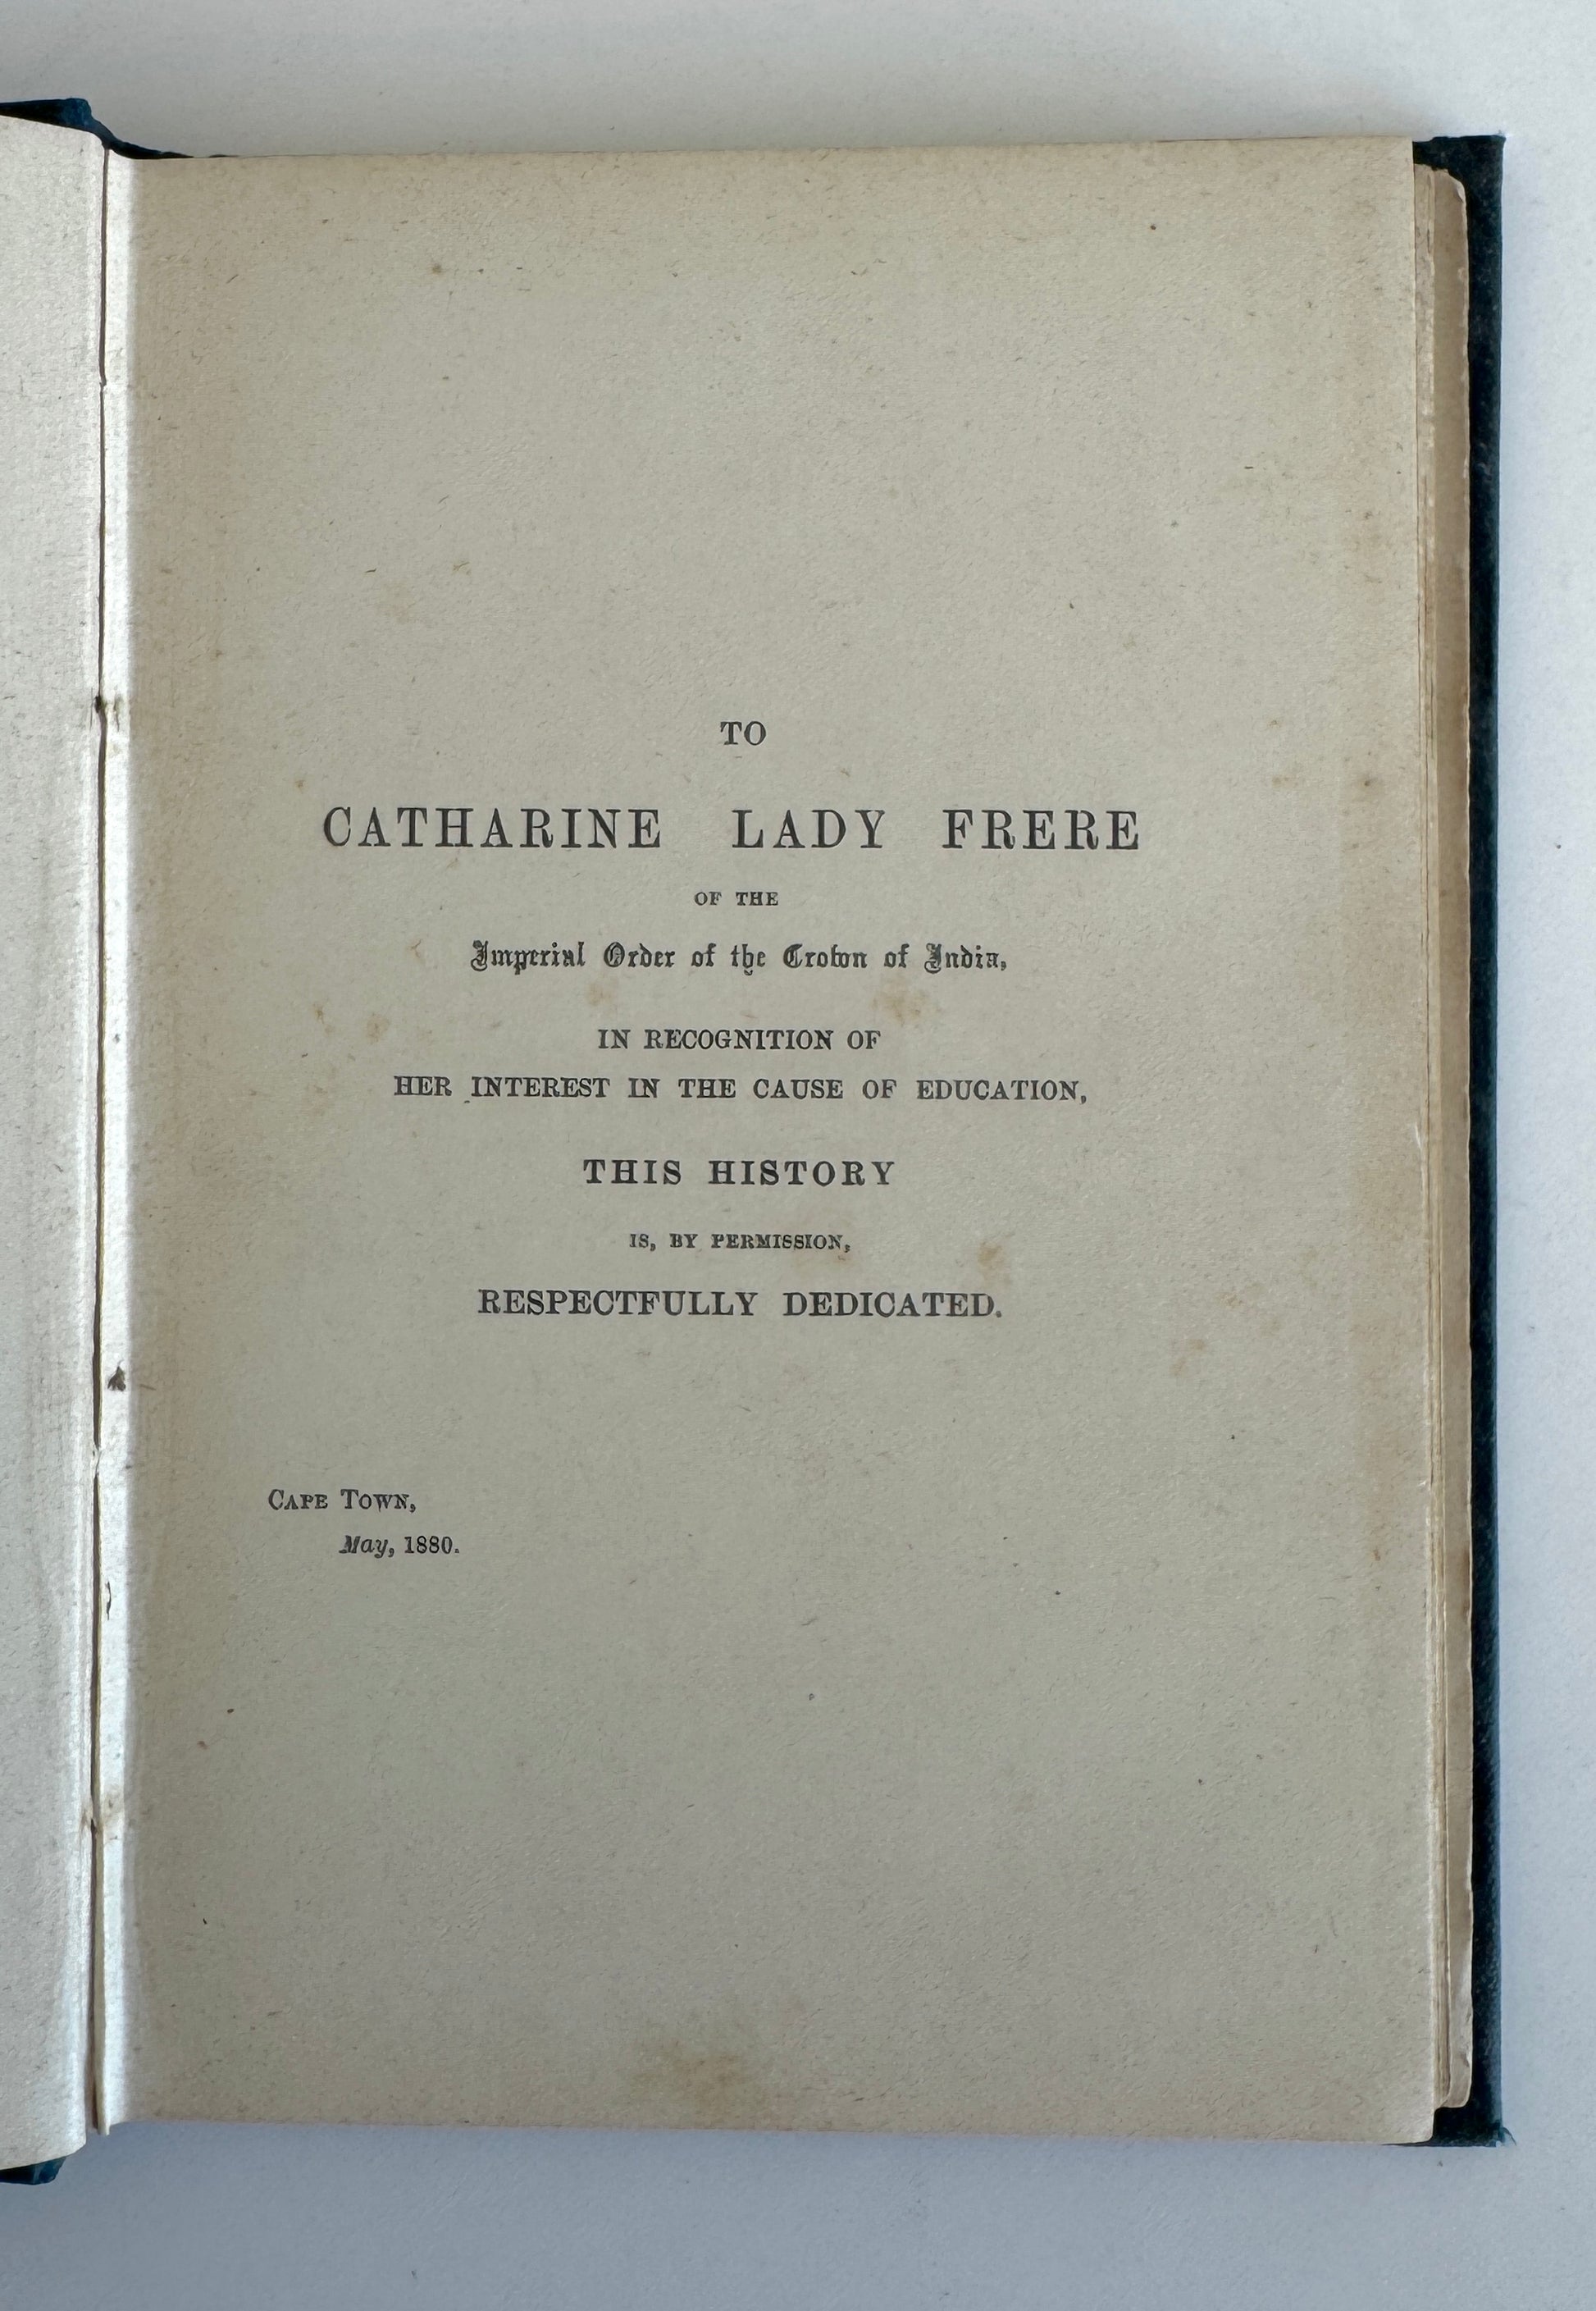 TO
CATHARINE LADY FRERE
OF THE
Imperial Order of the Crown of India,
IN RECOGNITION OF
HER INTEREST IN THE CAUSE OF EDUCATION,
THIS HISTORY
IS, BY PERMISSION,
RESPECTFULLY DEDICATED.
CAPE TOWN,
May, 1880.